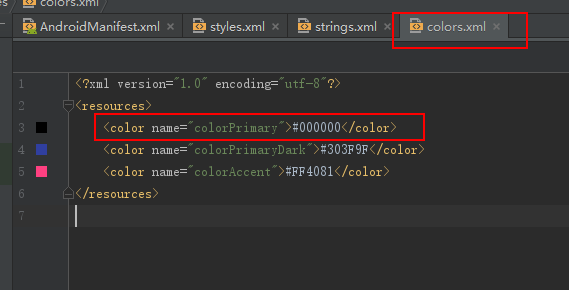 es
colors.xml
AndroidManifest.xml
styles.xml
strings.xml
colors.xml
1 <?xml version="1.0" encoding="utf-8"?>
2 <resources>
3 <color name="colorPrimary">#000000</color>
4 <color name="colorPrimaryDark">#303F9F</color>
5 <color name="colorAccent">#FF4081</color>
6 </resources>
7